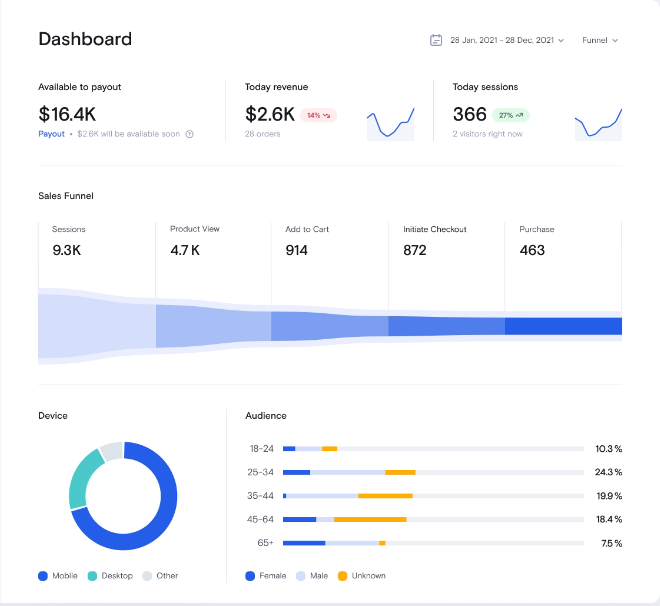 Dashboard
28 Jan, 2021 - 28 Dec, 2021
Funnel
Available to payout
$16.4K
Payout • $2.6K will be available soon
Today revenue
$2.6K 14%
28 orders
Today sessions
366 27%
2 visitors right now
Sales Funnel
Sessions
9.3K
Product View
4.7 K
Add to Cart
914
Initiate Checkout
872
Purchase
463
Device
Mobile Desktop Other
Audience
18-24 10.3 %
25-34 24.3 %
35-44 19.9 %
45-64 18.4 %
65+ 7.5 %
Female Male Unknown